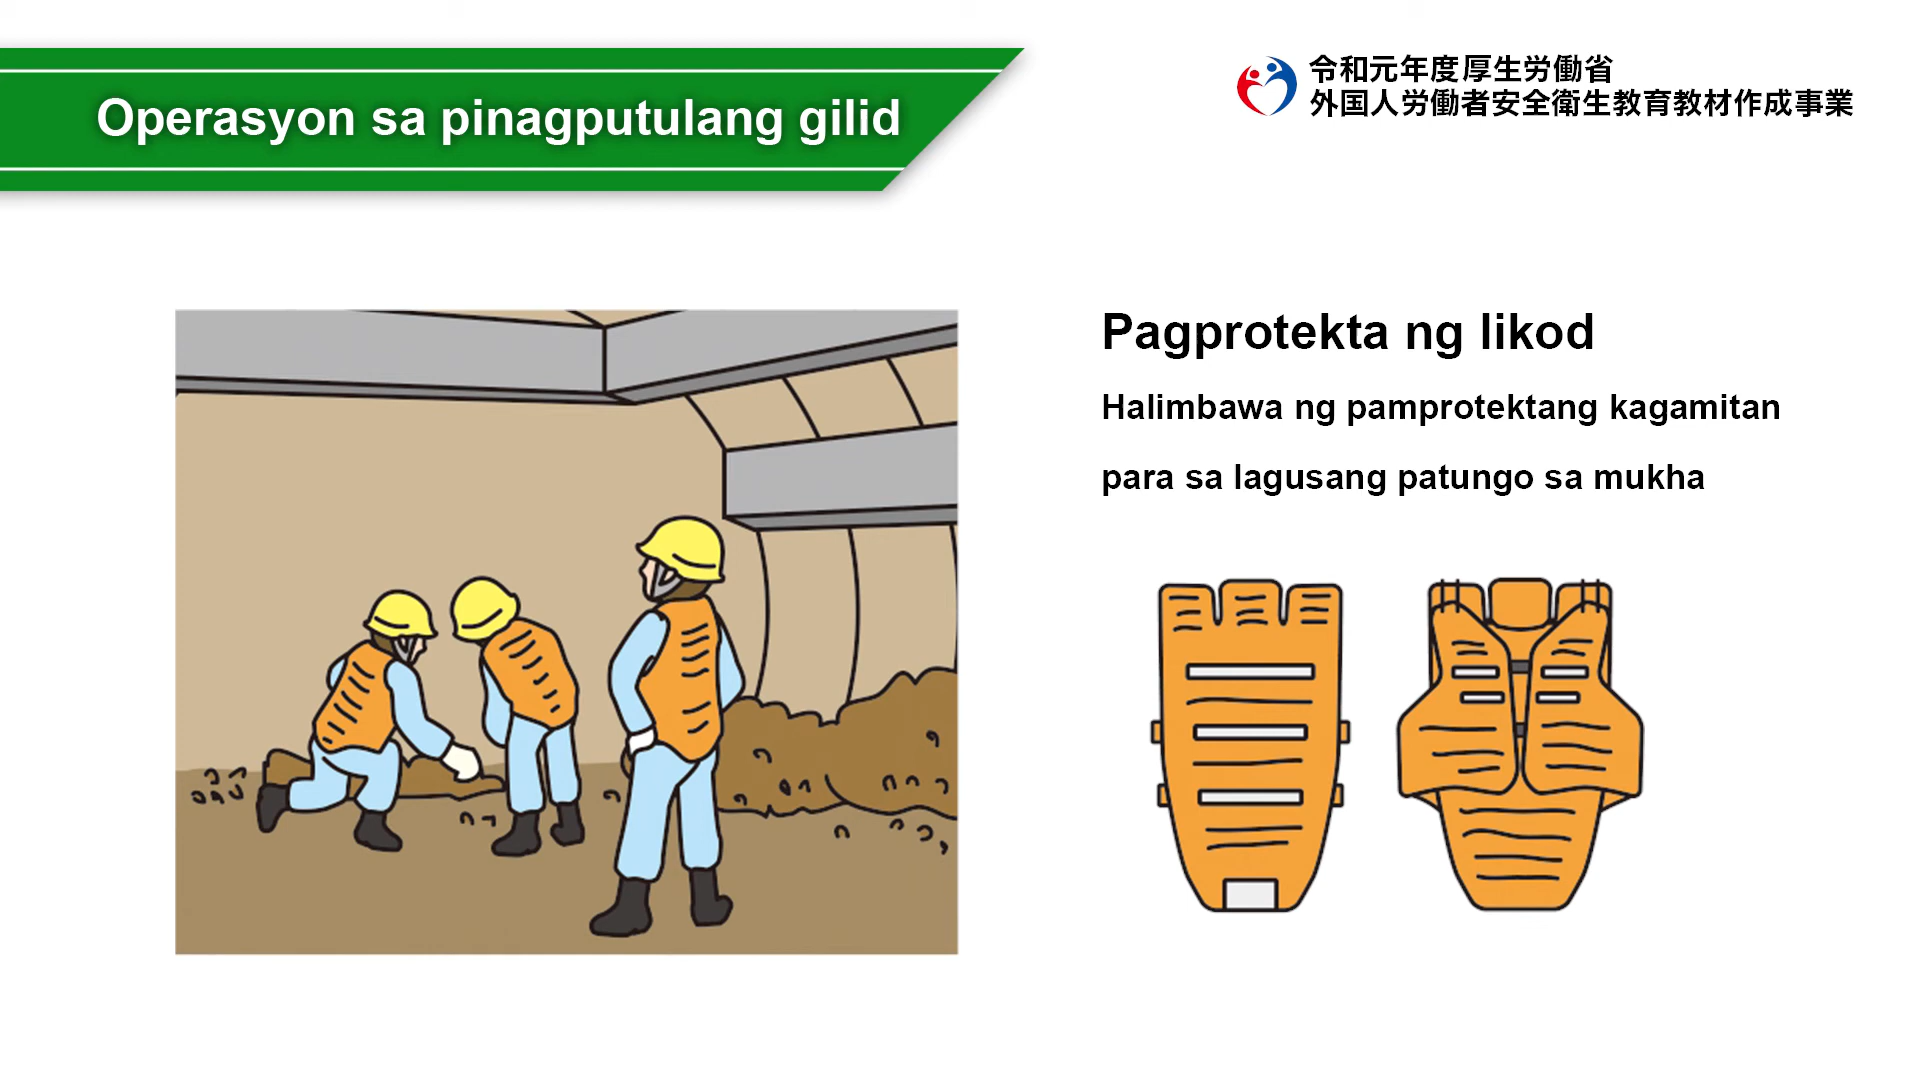 Operasyon sa pinagputulang gilid
令和元年度厚生労働省
外国人労働者安全衛生教育教材作成事業
Pagprotekta ng likod
Halimbawa ng pamprotektang kagamitan
para sa lagusang patungo sa mukha